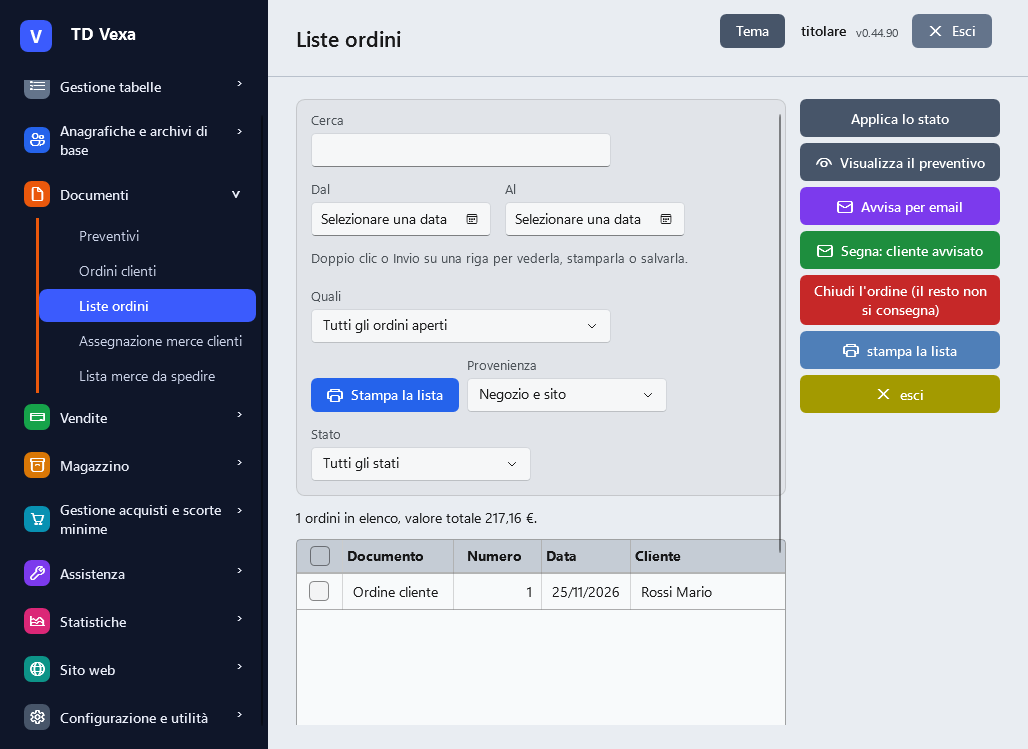 V
TD Vexa
Gestione tabelle
Anagrafiche e archivi di
base
Documenti
Preventivi
Ordini clienti
Liste ordini
Assegnazione merce clienti
Lista merce da spedire
Vendite
Magazzino
Gestione acquisti e scorte
minime
Assistenza
Statistiche
Sito web
Configurazione e utilità
Liste ordini
Tema
titolare
v0.44.90
Esci
Cerca
Dal
Al
Selezionare una data
Selezionare una data
Doppio clic o Invio su una riga per vederla, stamparla o salvarla.
Quali
Tutti gli ordini aperti
Provenienza
Stampa la lista
Negozio e sito
Stato
Tutti gli stati
1 ordini in elenco, valore totale 217,16 €.
Documento Numero Data Cliente
Ordine cliente 1 25/11/2026 Rossi Mario
Applica lo stato
Visualizza il preventivo
Avvisa per email
Segna: cliente avvisato
Chiudi l'ordine (il resto non
si consegna)
stampa la lista
esci